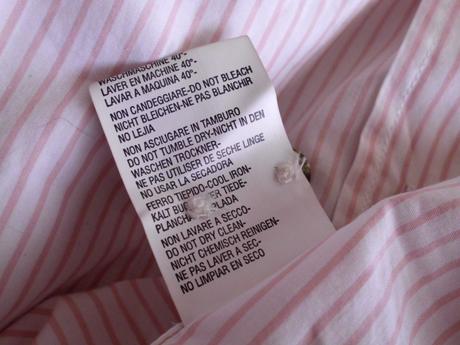 WASCHMASCHINE 40°-
LAVER EN MACHINE 40°-
LAVAR A MAQUINA 40°-
NON CANDEGGIARE-DO NOT BLEACH
NICHT BLEICHEN-NE PAS BLANCHIR
NO LEJIA
NON ASCIUGARE IN TAMBURO
DO NOT TUMBLE DRY-NICHT IN DEN
WASCHEN TROCKNER-
NE PAS UTILISER DE SECHE LINGE
NO USAR LA SECADORA
FERRO TIEPIDO-COOL IRON-
KALT TIEDE-
NON LAVARE A SECCO-
DO NOT DRY CLEAN-
NICHT CHEMISCH REINIGEN-
NE PAS LAVER A SEC-
NO LIMPIAR EN SECO